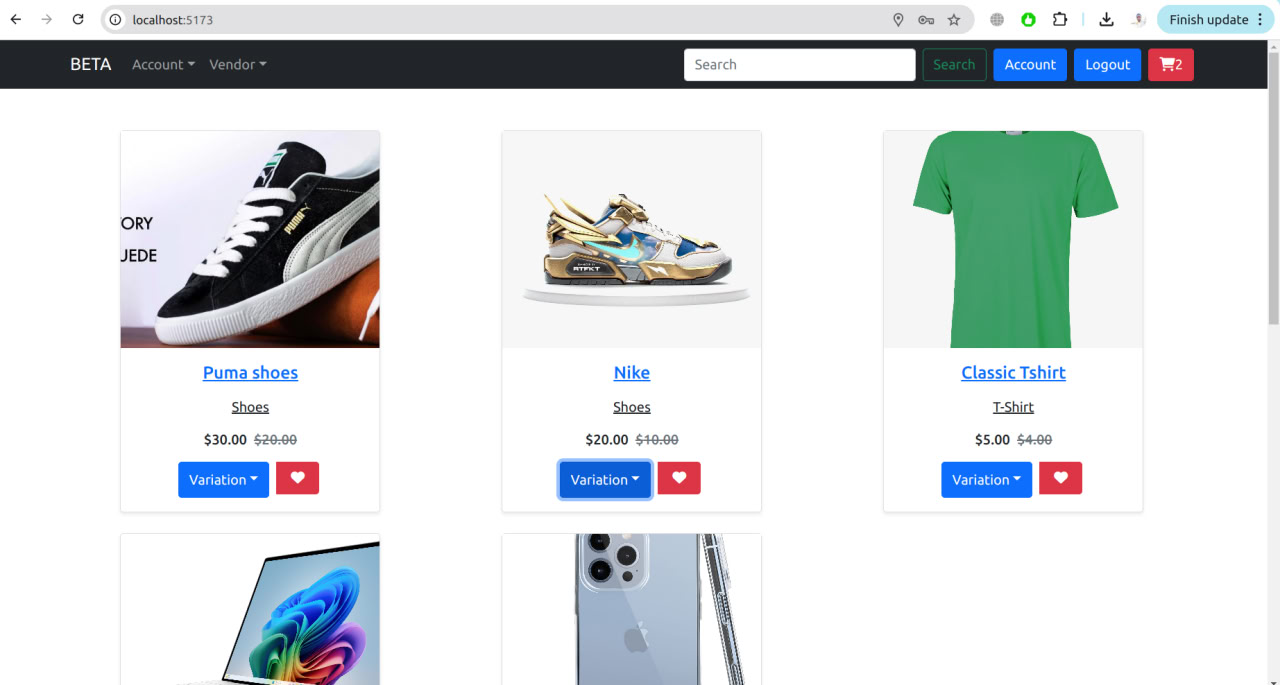 localhost:5173
Finish update
BETA
Account
Vendor
Search
Search
Account
Logout
2
ORY
UEDE
PUMA
RTFKT
Puma shoes
Nike
Classic Tshirt
Shoes
Shoes
T-Shirt
$30.00 $20.00
$20.00 $10.00
$5.00 $4.00
Variation
Variation
Variation